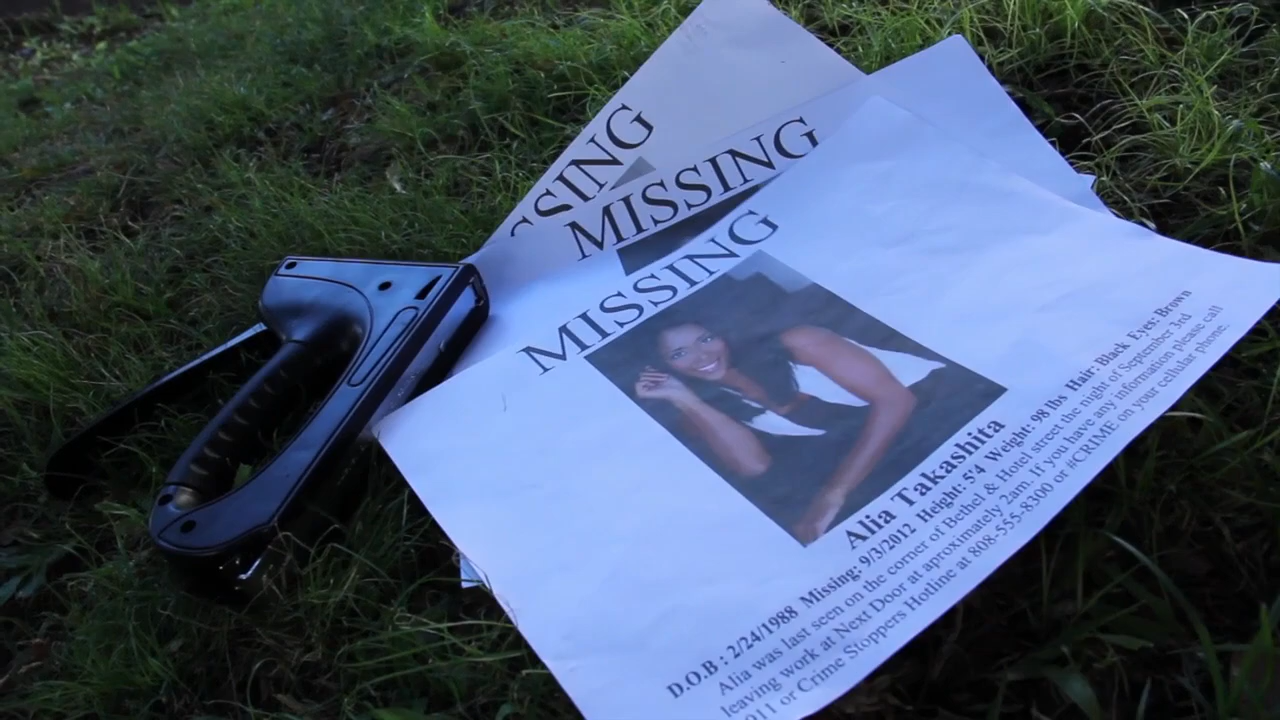 SSING
MISSING
MISSING
Alia Takashita
D.O.B : 2/24/1988 Missing: 9/3/2012 Height: 5'4 Weight: 98 lbs Hair: Black Eyes: Brown
Alia was last seen on the corner of Bethel & Hotel street the night of September 3rd
leaving work at Next Door at aproximately 2am. If you have any information please call
911 or Crime Stoppers Hotline at 808-555-8300 or #CRIME on your cellular phone.